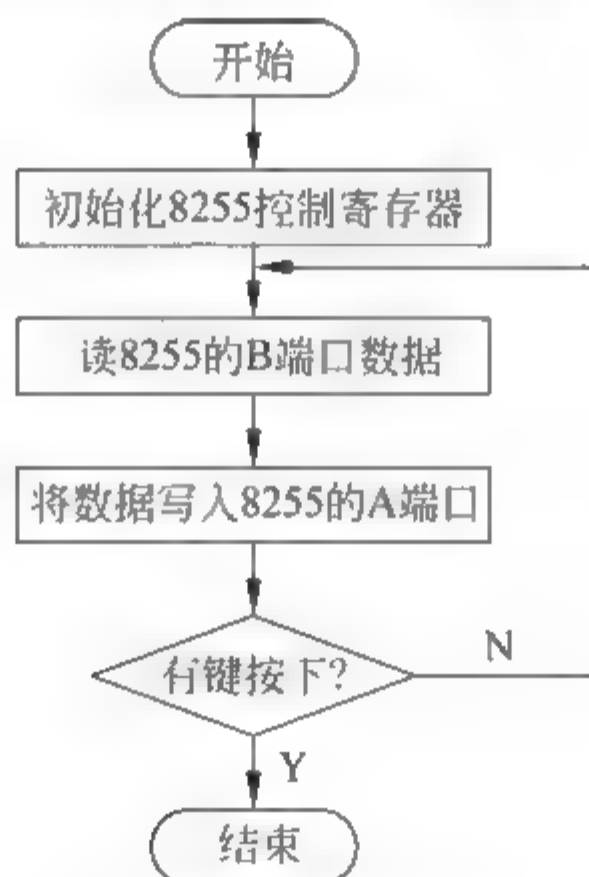 开始
初始化8255控制寄存器
读8255的B端口数据
将数据写入8255的A端口
有键按下?
N
Y
结束